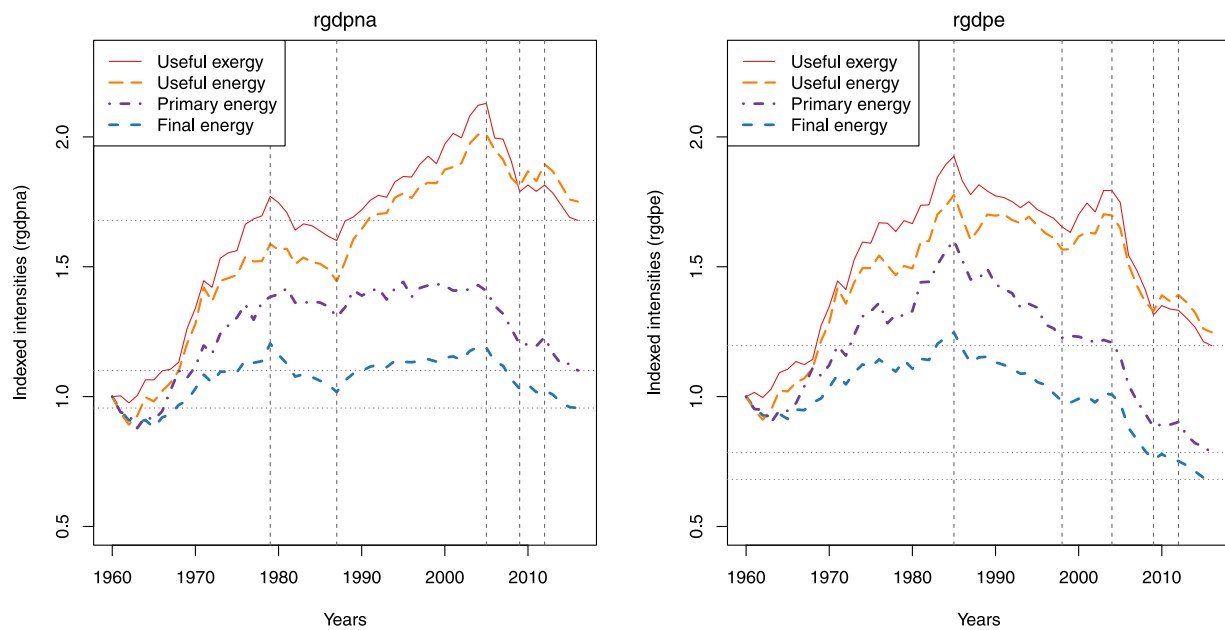 rgdpna
Useful exergy
Useful energy
Primary energy
Final energy
Indexed intensities (rgdpna)
2.0
1.5
1.0
0.5
1960 1970 1980 1990 2000 2010
Years
rgdpe
Useful exergy
Useful energy
Primary energy
Final energy
Indexed intensities (rgdpe)
2.0
1.5
1.0
0.5
1960 1970 1980 1990 2000 2010
Years